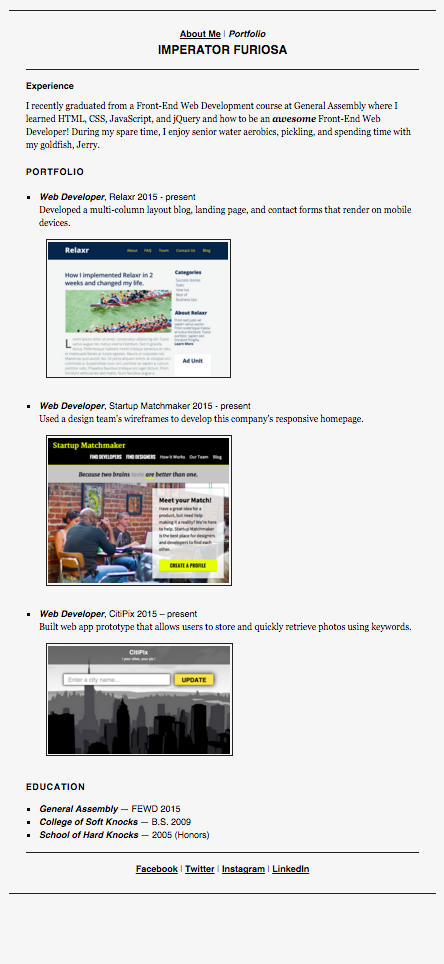 About Me | Portfolio
IMPERATOR FURIOSA
Experience
I recently graduated from a Front-End Web Development course at General Assembly where I
learned HTML, CSS, JavaScript, and jQuery and how to be an awesome Front-End Web
Developer! During my spare time, I enjoy senior water aerobics, pickling, and spending time with
my goldfish, Jerry.
PORTFOLIO
Web Developer, Relaxr 2015 - present
Developed a multi-column layout blog, landing page, and contact forms that render on mobile
devices.
Relaxr
About FAQ Team Contact Us Blog
How I implemented Relaxr in 2
weeks and changed my life.
Categories
Success stories
About Relaxr
Learn More
Ad Unit
Web Developer, Startup Matchmaker 2015 - present
Used a design team's wireframes to develop this company's responsive homepage.
Startup Matchmaker
FIND DEVELOPERS FIND DESIGNERS How it Works Our Team Blog
Because two brains are better than one.
Meet your Match!
Have a great idea for a
product, but need help
making it a reality? We're here
to help. Startup Matchmaker
is the best place for designers
and developers to find each
other.
CREATE A PROFILE
Web Developer, CitiPix 2015 – present
Built web app prototype that allows users to store and quickly retrieve photos using keywords.
CitiPix
Enter a city name... UPDATE
EDUCATION
General Assembly — FEWD 2015
College of Soft Knocks — B.S. 2009
School of Hard Knocks — 2005 (Honors)
Facebook | Twitter | Instagram | LinkedIn